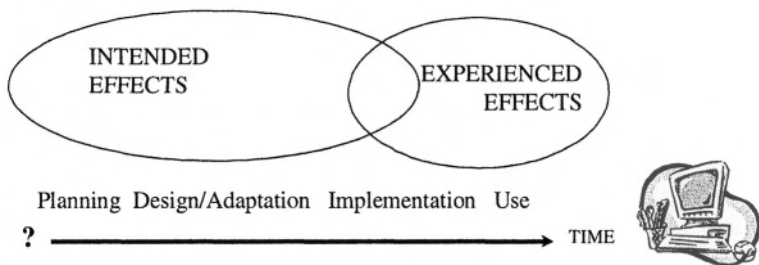 INTENDED
EFFECTS
EXPERIENCED
EFFECTS
Planning Design/Adaptation Implementation Use
? TIME